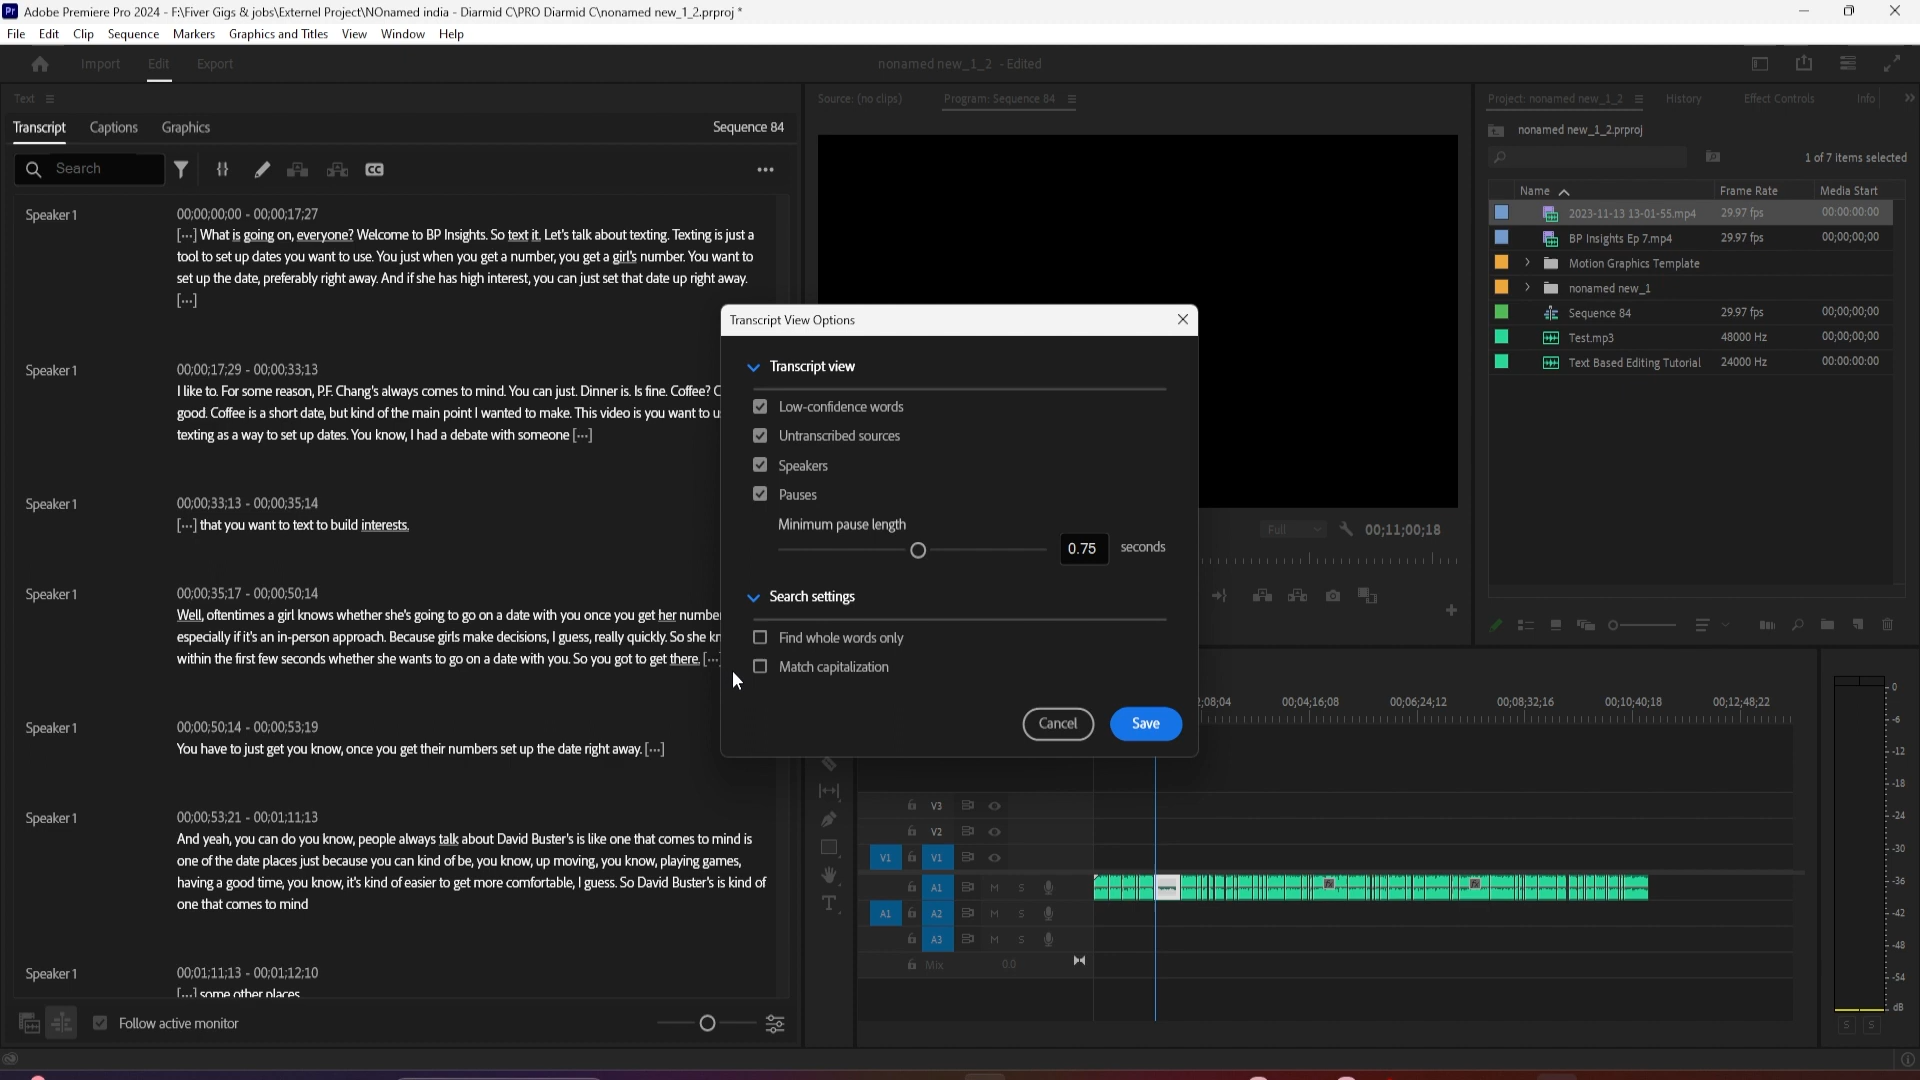 Pr Adobe Premiere Pro 2024 - F:\Fiver Gigs & jobs\Externel Project\NOnamed india - Diarmid C\PRO Diarmid C\nonamed new_1_2.prproj *
File Edit Clip Sequence Markers Graphics and Titles View Window Help
Import Edit Export
nonamed new_1_2 - Edited
Text
Source: (no clips) Program: Sequence 84
Project: nonamed new_1_2 History Effect Controls Info
Transcript Captions Graphics Sequence 84
nonamed new_1_2.prproj
Search CC
1 of 7 items selected
Name Frame Rate Media Start
2023-11-13 13-01-55.mp4 29.97 fps 00:00:00:00
BP Insights Ep 7.mp4 29.97 fps 00;00;00;00
Motion Graphics Template
nonamed new_1
Sequence 84 29.97 fps 00;00;00;00
Test.mp3 48000 Hz 00;00;00;00
Text Based Editing Tutorial 24000 Hz 00:00:00:00
Speaker 1 00;00;00;00 - 00;00;17;27
[...] What is going on, everyone? Welcome to BP Insights. So text it. Let's talk about texting. Texting is just a
tool to set up dates you want to use. You just when you get a number, you get a girl's number. You want to
set up the date, preferably right away. And if she has high interest, you can just set that date up right away.
[...]
Speaker 1 00;00;17;29 - 00;00;33;13
I like to. For some reason, P.F. Chang's always comes to mind. You can just. Dinner is. Is fine. Coffee? C
good. Coffee is a short date, but kind of the main point I wanted to make. This video is you want to u
texting as a way to set up dates. You know, I had a debate with someone [...]
Speaker 1 00;00;33;13 - 00;00;35;14
[...] that you want to text to build interests.
Speaker 1 00;00;35;17 - 00;00;50;14
Well, oftentimes a girl knows whether she's going to go on a date with you once you get her numbe
especially if it's an in-person approach. Because girls make decisions, I guess, really quickly. So she kn
within the first few seconds whether she wants to go on a date with you. So you got to get there. [...]
Speaker 1 00;00;50;14 - 00;00;53;19
You have to just get you know, once you get their numbers set up the date right away. [...]
Speaker 1 00;00;53;21 - 00;01;11;13
And yeah, you can do you know, people always talk about David Buster's is like one that comes to mind is
one of the date places just because you can kind of be, you know, up moving, you know, playing games,
having a good time, you know, it's kind of easier to get more comfortable, I guess. So David Buster's is kind of
one that comes to mind
Speaker 1 00;01;11;13 - 00;01;12;10
[...] some other places
Follow active monitor
Transcript View Options
Transcript view
Low-confidence words
Untranscribed sources
Speakers
Pauses
Minimum pause length
0.75 seconds
Search settings
Find whole words only
Match capitalization
Cancel Save
Full 00;11;00;18
;08;04 00;04;16;08 00;06;24;12 00;08;32;16 00;10;40;18 00;12;48;22
V3
V2
V1 V1
A1 M S
A1 A2 M S
A3 M S
Mix 0.0
T
0
-6
-12
-18
-24
-30
-36
-42
-48
-54
dB
S S